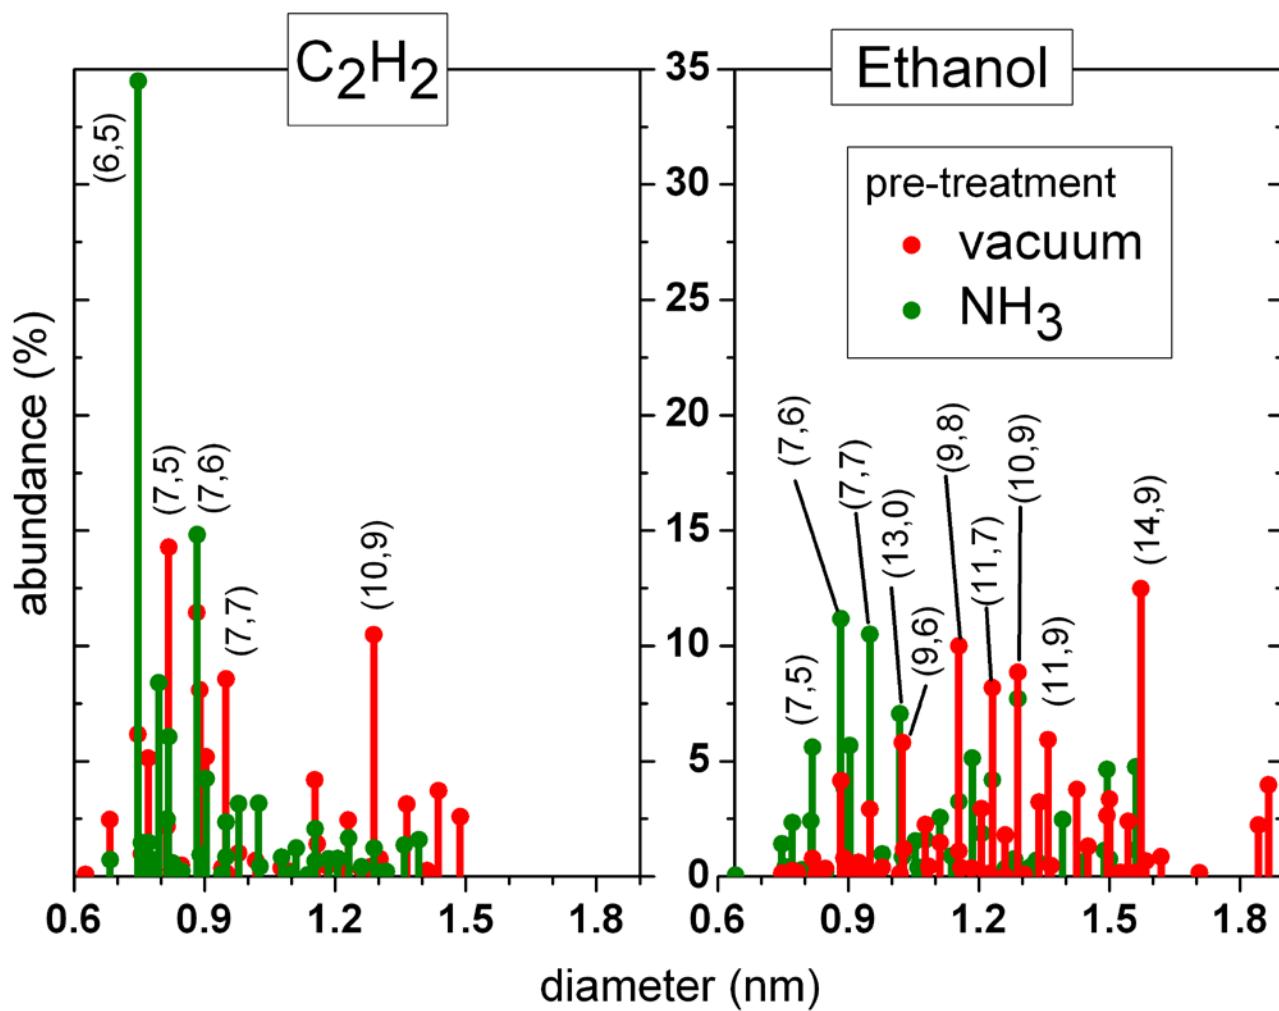 C2H2
Ethanol
pre-treatment
vacuum
NH3
abundance (%)
35
30
25
20
15
10
5
0
(6,5)
(7,5)
(7,6)
(7,7)
(10,9)
(7,5)
(7,6)
(7,7)
(13,0)
(9,6)
(9,8)
(11,7)
(10,9)
(11,9)
(14,9)
0.6 0.9 1.2 1.5 1.8
0.6 0.9 1.2 1.5 1.8
diameter (nm)